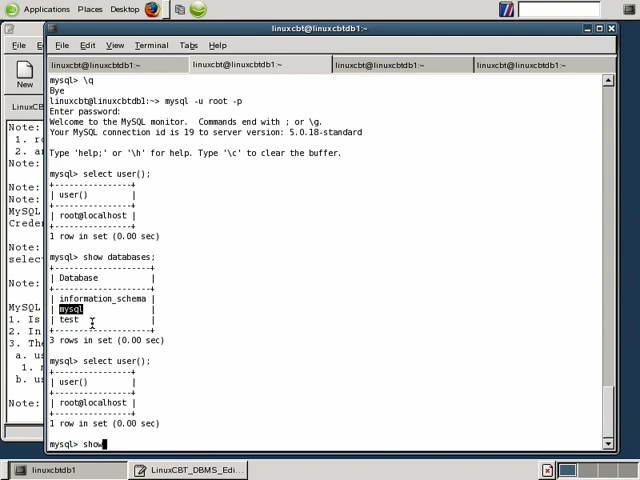 Applications Places Desktop
linuxcbt@linuxcbtdb1:~
File Edit View Terminal Tabs Help
linuxcbt@linuxcbtdb1:~ linuxcbt@linuxcbtdb1:~ linuxcbt@linuxcbtdb1:~ linuxcbt@linuxcbtdb1:~
File
New
LinuxC
Note:
1. r
2. a
Note:
Note:
Note:
MySQL
Crede
Note:
selec
Note:
MySQL
1. Is
2. In
3. Th
a. u
1.
b. u
Note:
mysql> \q
Bye
linuxcbt@linuxcbtdb1:~> mysql -u root -p
Enter password:
Welcome to the MySQL monitor.  Commands end with ; or \g.
Your MySQL connection id is 19 to server version: 5.0.18-standard
Type 'help;' or '\h' for help. Type '\c' to clear the buffer.
mysql> select user();
+----------------+
| user()         |
+----------------+
| root@localhost |
+----------------+
1 row in set (0.00 sec)
mysql> show databases;
+--------------------+
| Database           |
+--------------------+
| information_schema |
| mysql              |
| test               |
+--------------------+
3 rows in set (0.00 sec)
mysql> select user();
+----------------+
| user()         |
+----------------+
| root@localhost |
+----------------+
1 row in set (0.00 sec)
mysql> show
linuxcbtdb1 LinuxCBT_DBMS_Edi...